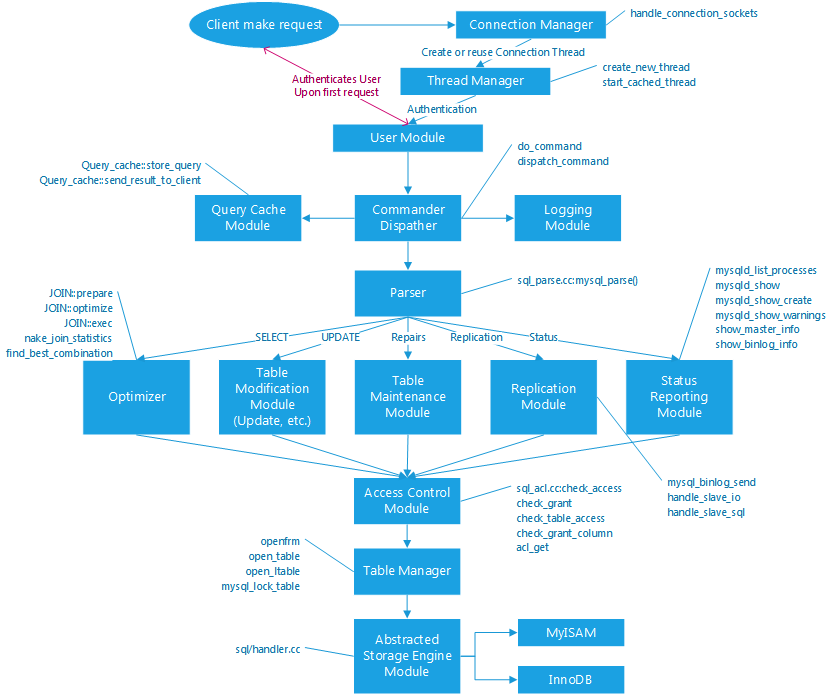 Client make request
Connection Manager
handle_connection_sockets
Create or reuse Connection Thread
Thread Manager
create_new_thread
start_cached_thread
Authenticates User
Upon first request
Authentication
User Module
do_command
dispatch_command
Query_cache::store_query
Query_cache::send_result_to_client
Query Cache
Module
Commander
Dispather
Logging
Module
Parser
sql_parse.cc:mysql_parse()
mysqld_list_processes
mysqld_show
mysqld_show_create
mysqld_show_warnings
show_master_info
show_binlog_info
JOIN::prepare
JOIN::optimize
JOIN::exec
nake_join_statistics
find_best_combination
SELECT
UPDATE
Repairs
Replication
Status
Optimizer
Table
Modification
Module
(Update, etc.)
Table
Maintenance
Module
Replication
Module
Status
Reporting
Module
mysql_binlog_send
handle_slave_io
handle_slave_sql
Access Control
Module
sql_acl.cc:check_access
check_grant
check_table_access
check_grant_column
acl_get
openfrm
open_table
open_ltable
mysql_lock_table
Table Manager
sql/handler.cc
Abstracted
Storage Engine
Module
MyISAM
InnoDB